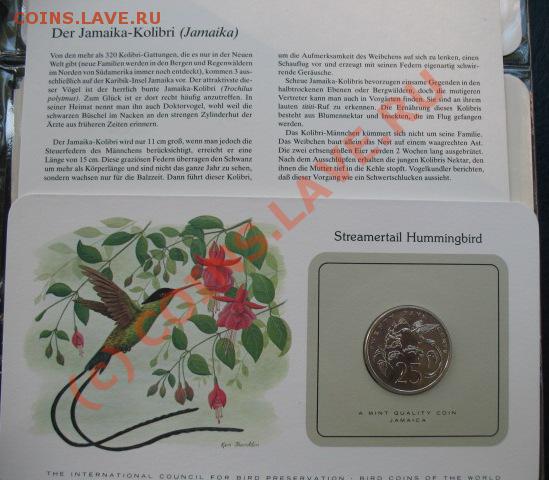 COINS.LAVE.RU
Der Jamaika-Kolibri (Jamaika)
Von den mehr als 320 Kolibri-Gattungen, die es nur in der Neuen
Welt gibt (neue Familien werden in den Bergen und Regenwäldern
im Norden von Südamerika immer noch entdeckt), kommen 3 aus-
schließlich auf der Karibik-Insel Jamaika vor. Der attraktivste die-
ser Vögel ist der herrlich bunte Jamaika-Kolibri (Trochilus
polytmus). Zum Glück ist er dort recht häufig anzutreffen. In
seiner Heimat nennt man ihn auch Doktorvogel, wohl weil die
schwarzen Büschel im Nacken an den strengen Zylinderhut der
Ärzte aus früheren Zeiten erinnern.
Der Jamaika-Kolibri wird nur 11 cm groß, wenn man jedoch die
Steuerfedern des Männchens berücksichtigt, erreicht er eine
Länge von 15 cm. Diese graziösen Federn überragen den Schwanz
um mehr als Körperlänge und sind nicht das ganze Jahr zu sehen,
sondern wachsen nur für die Balzzeit. Dann führt dieser Kolibri,
um die Aufmerksamkeit des Weibchens auf sich zu lenken, einen
Schauflug vor und erzeugt mit seinen Federn eigenartig schwir-
rende Geräusche.
Scheue Jamaika-Kolibris bevorzugen einsame Gegenden in den
halbtrockenen Ebenen oder Bergwäldern, doch die mutigeren
Vertreter kann man auch in Vorgärten finden. Sie sind an ihrem
lauten züüt-Ruf zu erkennen. Die Ernährung dieses Kolibris
besteht aus Blumennektar und Insekten, die im Flug gefangen
werden.
Das Kolibri-Männchen kümmert sich nicht um seine Familie.
Das Weibchen baut allein die Nester auf einem waagrechten Ast.
Die zwei erbsengroßen Eier werden 2 Wochen lang ausgebrütet.
Nach dem Ausschlüpfen erhalten die jungen Kolibris Nektar, den
ihnen die Mutter tief in die Kehle stopft. Vogelkundler berichten,
daß dieser Vorgang wie ein Schwertschlucken aussieht.
Streamertail Hummingbird
25
A MINT QUALITY COIN
JAMAICA
THE INTERNATIONAL COUNCIL FOR BIRD PRESERVATION · BIRD COINS OF THE WORLD
(c) COINS.LAVE.RU
COINS.LAVE.RU